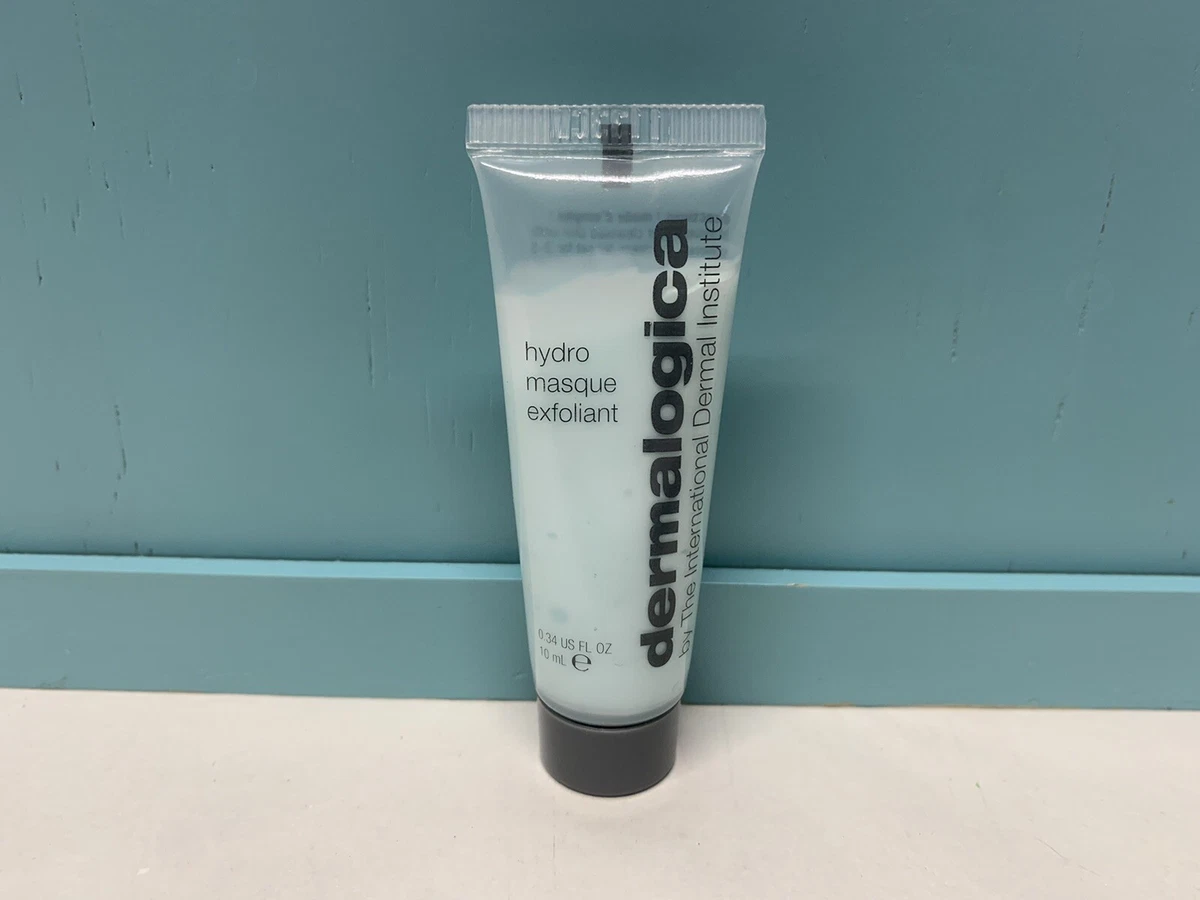 hydro
masque
exfoliant
dermalogica
by The International Dermal Institute
0.34 US FL OZ
10 mL e